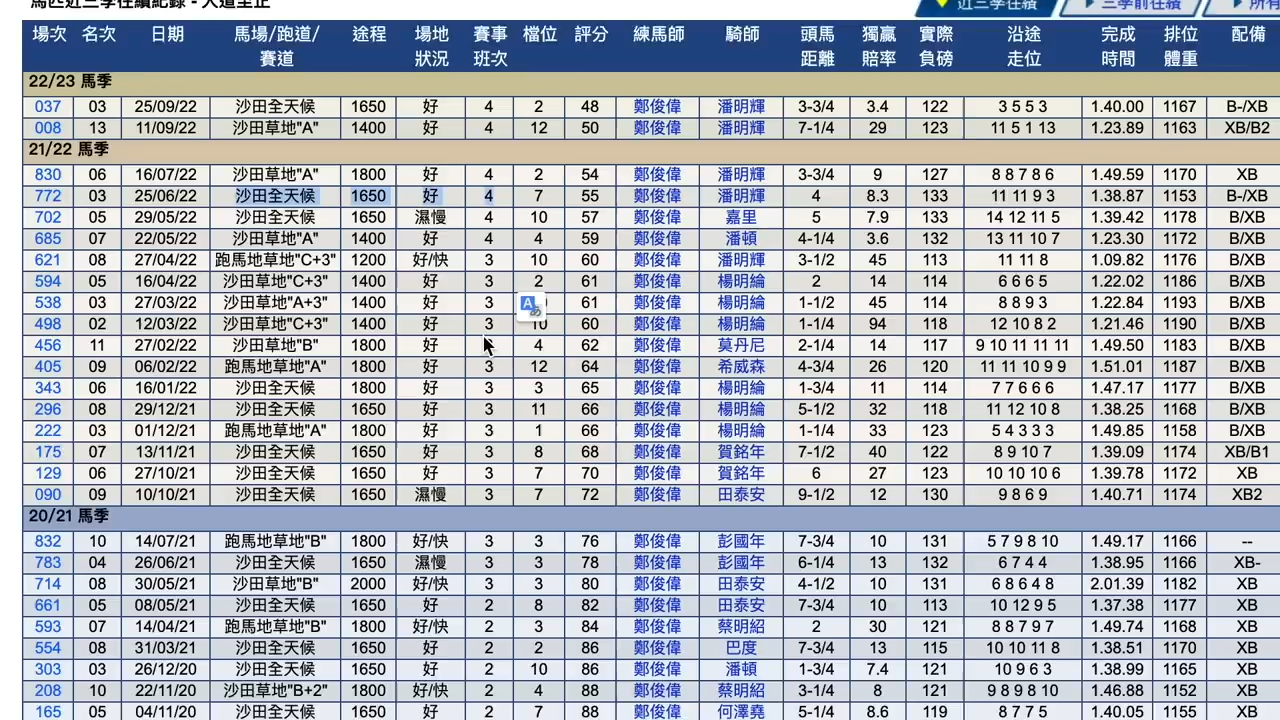 馬匹近三季往績紀錄 - 人道至正
近三季往績 三季前往績 所有
場次 名次 日期 馬場/跑道/賽道 途程 場地狀況 賽事班次 檔位 評分 練馬師 騎師 頭馬距離 獨贏賠率 實際負磅 沿途走位 完成時間 排位體重 配備
22/23 馬季
037 03 25/09/22 沙田全天候 1650 好 4 2 48 鄭俊偉 潘明輝 3-3/4 3.4 122 3 5 5 3 1.40.00 1167 B-/XB
008 13 11/09/22 沙田草地"A" 1400 好 4 12 50 鄭俊偉 潘明輝 7-1/4 29 123 11 5 1 13 1.23.89 1163 XB/B2
21/22 馬季
830 06 16/07/22 沙田草地"A" 1800 好 4 2 54 鄭俊偉 潘明輝 3-3/4 9 127 8 8 7 8 6 1.49.59 1170 XB
772 03 25/06/22 沙田全天候 1650 好 4 7 55 鄭俊偉 潘明輝 4 8.3 133 11 11 9 3 1.38.87 1153 B-/XB
702 05 29/05/22 沙田全天候 1650 濕慢 4 10 57 鄭俊偉 嘉里 5 7.9 133 14 12 11 5 1.39.42 1178 B/XB
685 07 22/05/22 沙田草地"A" 1400 好 4 4 59 鄭俊偉 潘頓 4-1/4 3.6 132 13 11 10 7 1.23.30 1172 B/XB
621 08 27/04/22 跑馬地草地"C+3" 1200 好/快 3 10 60 鄭俊偉 潘明輝 3-1/2 45 113 11 11 8 1.09.82 1176 B/XB
594 05 16/04/22 沙田草地"C+3" 1400 好 3 2 61 鄭俊偉 楊明綸 2 14 114 6 6 6 5 1.22.02 1186 B/XB
538 03 27/03/22 沙田草地"A+3" 1400 好 3 61 鄭俊偉 楊明綸 1-1/2 45 114 8 8 9 3 1.22.84 1193 B/XB
498 02 12/03/22 沙田草地"C+3" 1400 好 3 10 60 鄭俊偉 楊明綸 1-1/4 94 118 12 10 8 2 1.21.46 1190 B/XB
456 11 27/02/22 沙田草地"B" 1800 好 3 4 62 鄭俊偉 莫丹尼 2-1/4 14 117 9 10 11 11 11 1.49.50 1183 B/XB
405 09 06/02/22 跑馬地草地"A" 1800 好 3 12 64 鄭俊偉 希威森 4-3/4 26 120 11 11 10 9 9 1.51.01 1187 B/XB
343 06 16/01/22 沙田草地"A" 1800 好 3 3 65 鄭俊偉 楊明綸 1-3/4 11 114 7 7 6 6 6 1.47.17 1177 B/XB
296 08 29/12/21 沙田全天候 1650 好 3 11 66 鄭俊偉 楊明綸 5-1/2 32 118 11 12 10 8 1.38.25 1168 B/XB
222 03 01/12/21 跑馬地草地"A" 1800 好 3 1 66 鄭俊偉 楊明綸 1-1/4 33 123 5 4 3 3 3 1.49.85 1158 B/XB
175 07 13/11/21 沙田全天候 1650 好 3 8 68 鄭俊偉 賀銘年 7-1/2 40 122 8 9 10 7 1.39.09 1174 XB/B1
129 06 27/10/21 沙田全天候 1650 好 3 7 70 鄭俊偉 賀銘年 6 27 123 10 10 10 6 1.39.78 1172 XB
090 09 10/10/21 沙田全天候 1650 濕慢 3 7 72 鄭俊偉 田泰安 9-1/2 12 130 9 8 6 9 1.40.71 1174 XB2
20/21 馬季
832 10 14/07/21 跑馬地草地"B" 1800 好/快 3 3 76 鄭俊偉 彭國年 7-3/4 10 131 5 7 9 8 10 1.49.17 1166 --
783 04 26/06/21 沙田全天候 1650 濕慢 3 3 78 鄭俊偉 彭國年 6-1/4 13 132 6 7 4 4 1.38.95 1166 XB-
714 08 30/05/21 沙田草地"B" 2000 好/快 3 3 80 鄭俊偉 田泰安 4-1/2 10 131 6 8 6 4 8 2.01.39 1182 XB
661 05 08/05/21 沙田全天候 1650 好 2 8 82 鄭俊偉 田泰安 7-3/4 10 113 10 12 9 5 1.37.38 1177 XB
593 07 14/04/21 跑馬地草地"B" 1800 好/快 2 3 84 鄭俊偉 蔡明紹 2 30 121 8 8 7 9 7 1.49.74 1168 XB
554 08 31/03/21 沙田全天候 1650 好 2 2 86 鄭俊偉 巴度 7-3/4 13 115 10 10 11 8 1.38.51 1170 XB
303 03 26/12/20 沙田全天候 1650 好 2 10 86 鄭俊偉 潘頓 1-3/4 7.4 121 10 9 6 3 1.38.99 1165 XB
208 10 22/11/20 沙田草地"B+2" 1800 好/快 2 4 88 鄭俊偉 蔡明紹 3-1/4 8 121 9 8 9 8 10 1.46.88 1152 XB
165 05 04/11/20 沙田全天候 1650 好 2 7 88 鄭俊偉 何澤堯 5-1/4 8.6 119 8 7 7 5 1.40.05 1155 XB